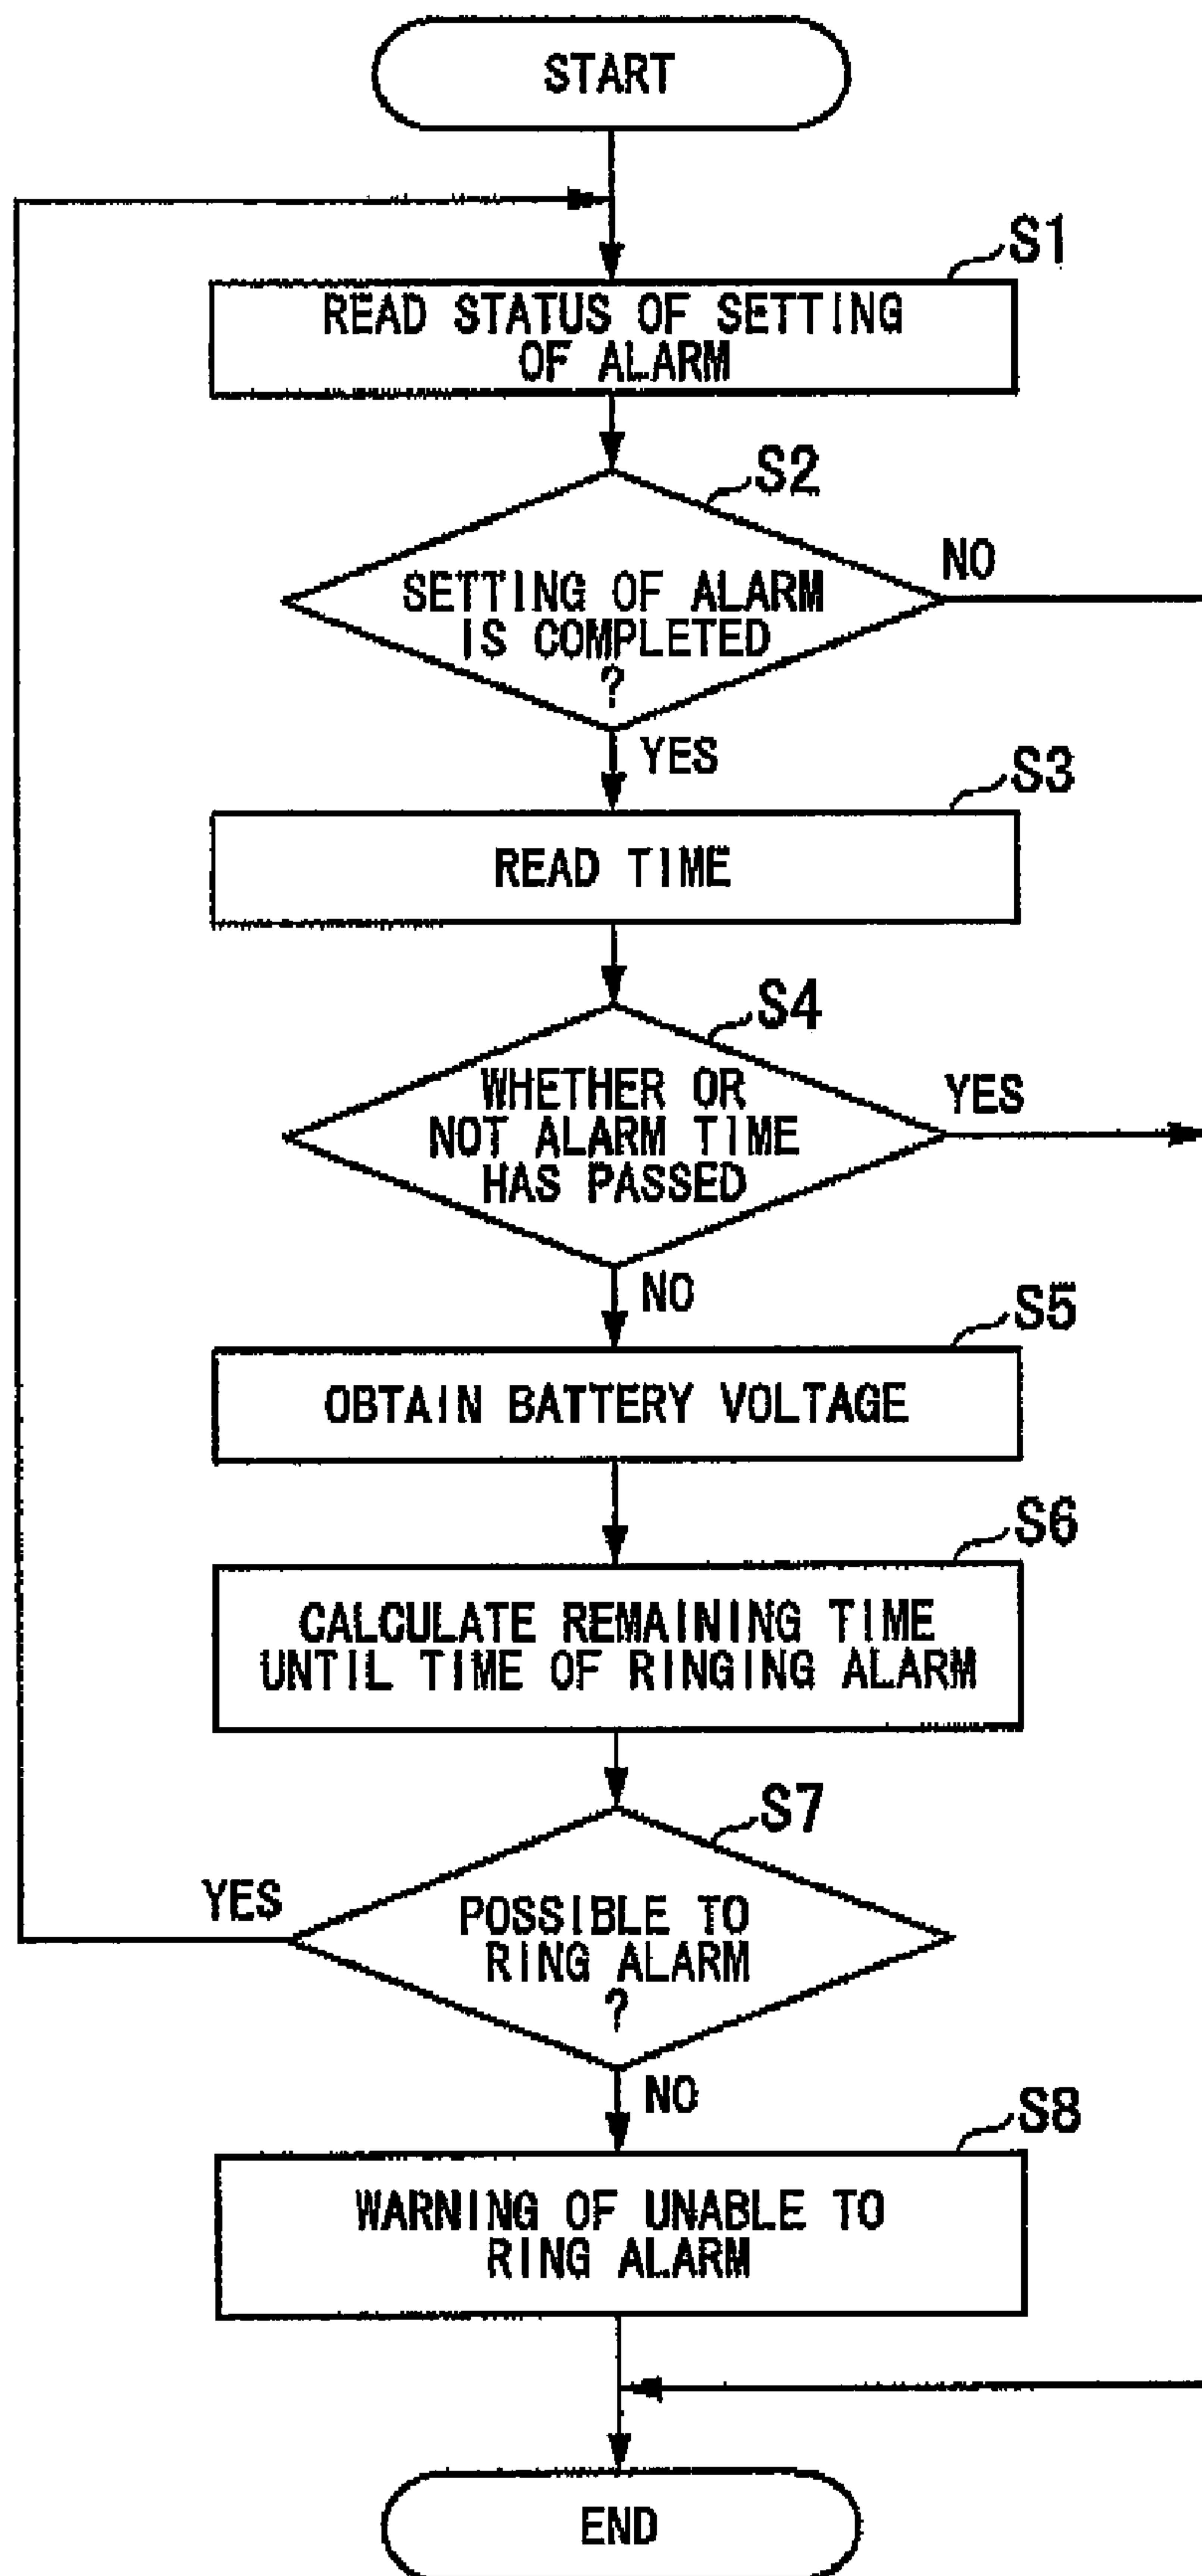 START
S1
READ STATUS OF SETTING
OF ALARM
S2
SETTING OF ALARM
IS COMPLETED
?
NO
YES
S3
READ TIME
S4
WHETHER OR
NOT ALARM TIME
HAS PASSED
YES
NO
S5
OBTAIN BATTERY VOLTAGE
S6
CALCULATE REMAINING TIME
UNTIL TIME OF RINGING ALARM
S7
POSSIBLE TO
RING ALARM
?
YES
NO
S8
WARNING OF UNABLE TO
RING ALARM
END